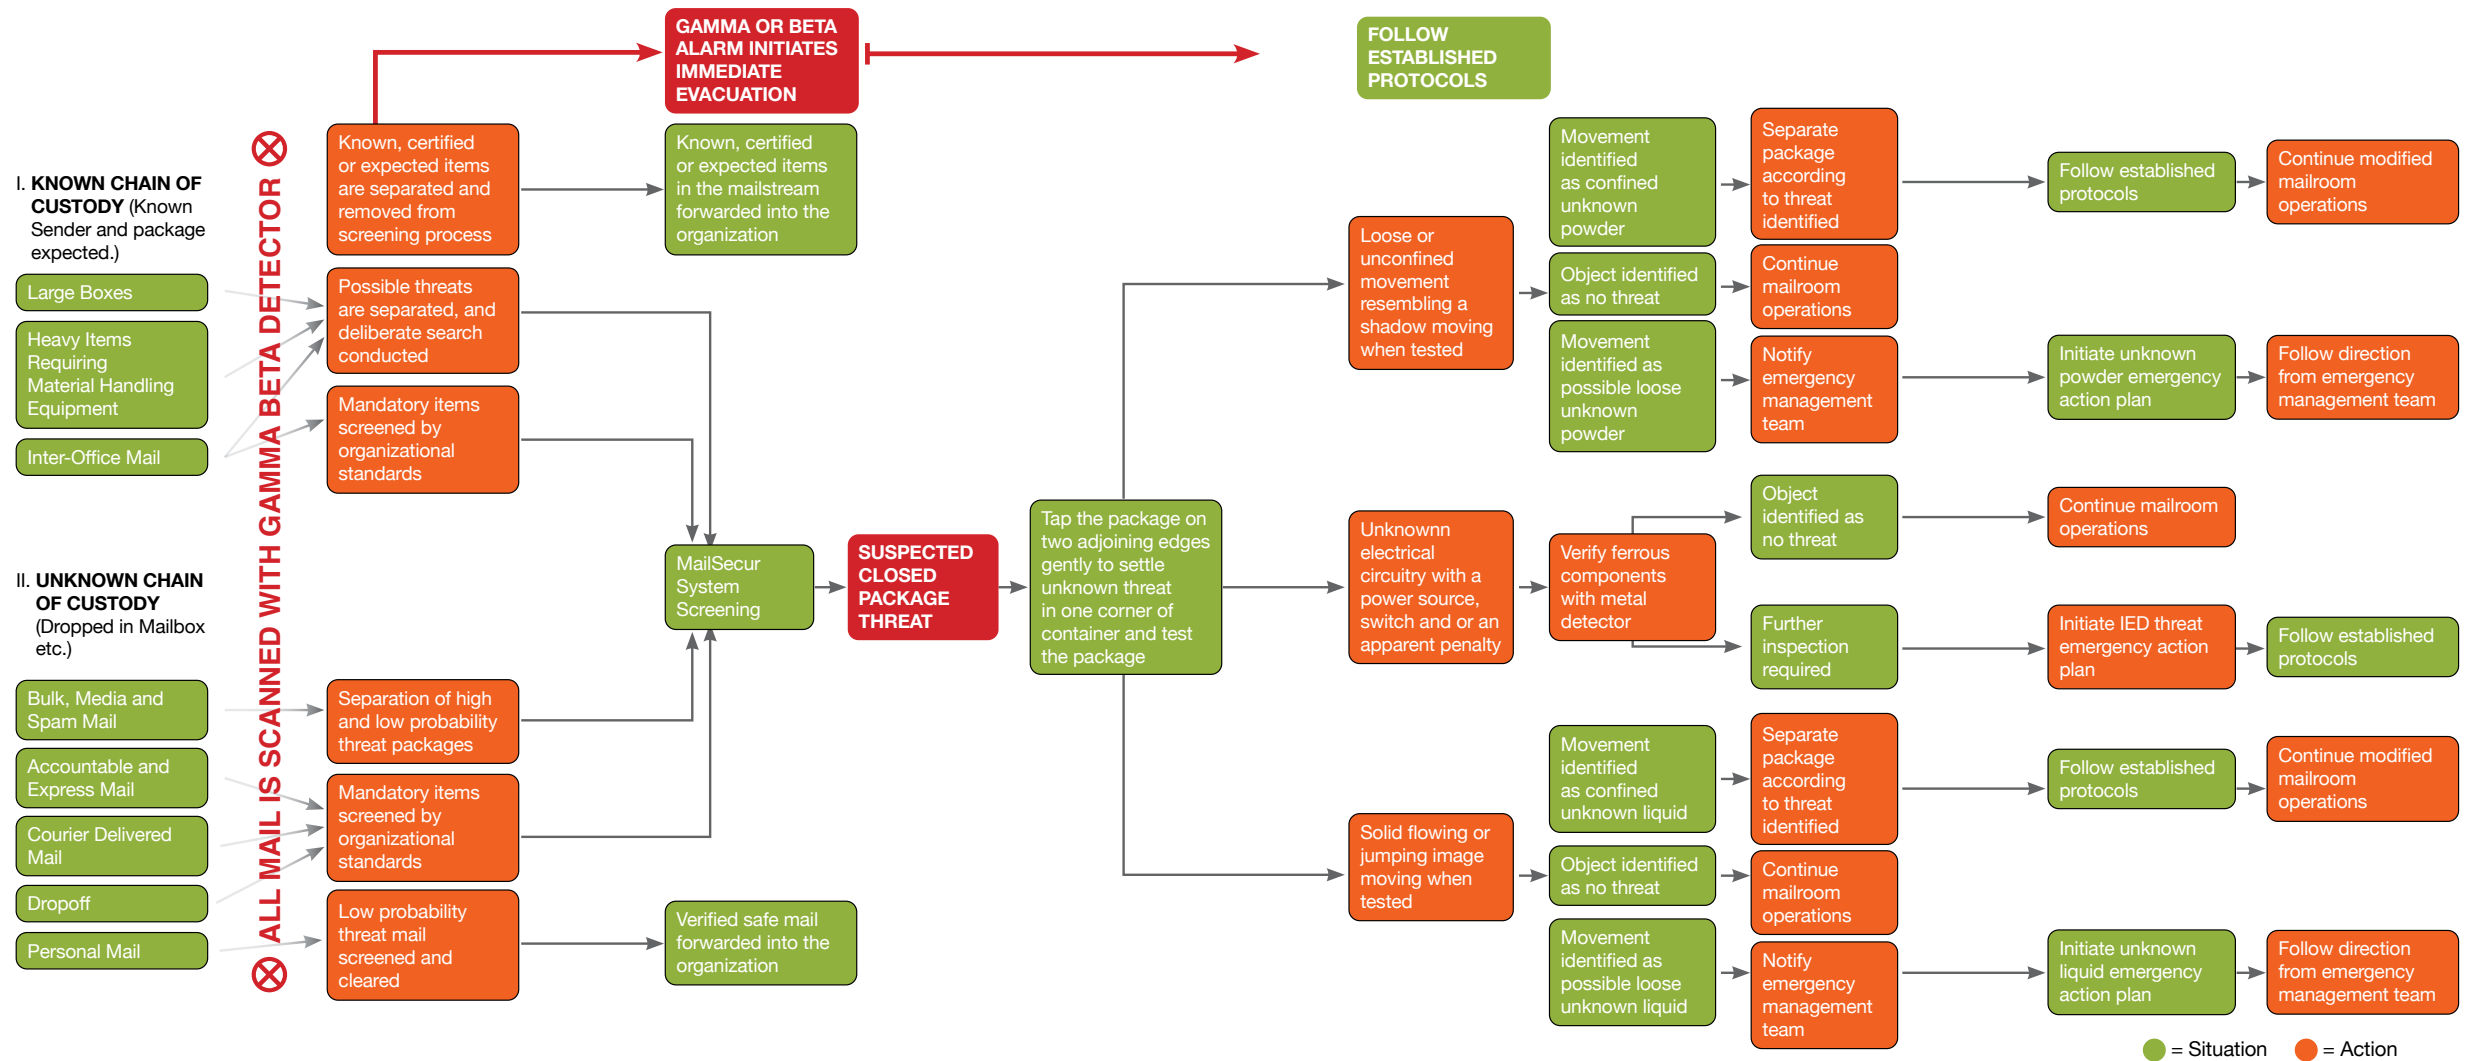 GAMMA OR BETA
ALARM INITIATES
IMMEDIATE
EVACUATION
FOLLOW
ESTABLISHED
PROTOCOLS
I. KNOWN CHAIN OF
CUSTODY (Known
Sender and package
expected.)
Large Boxes
Heavy Items
Requiring
Material Handling
Equipment
Inter-Office Mail
II. UNKNOWN CHAIN
OF CUSTODY
(Dropped in Mailbox
etc.)
Bulk, Media and
Spam Mail
Accountable and
Express Mail
Courier Delivered
Mail
Dropoff
Personal Mail
ALL MAIL IS SCANNED WITH GAMMA BETA DETECTOR
Known, certified
or expected items
are separated and
removed from
screening process
Possible threats
are separated, and
deliberate search
conducted
Mandatory items
screened by
organizational
standards
Separation of high
and low probability
threat packages
Mandatory items
screened by
organizational
standards
Low probability
threat mail
screened and
cleared
Known, certified
or expected items
in the mailstream
forwarded into the
organization
MailSecur
System
Screening
Verified safe mail
forwarded into the
organization
SUSPECTED
CLOSED
PACKAGE
THREAT
Tap the package on
two adjoining edges
gently to settle
unknown threat
in one corner of
container and test
the package
Loose or
unconfined
movement
resembling a
shadow moving
when tested
Movement
identified
as confined
unknown
powder
Separate
package
according
to threat
identified
Follow established
protocols
Continue modified
mailroom
operations
Object identified
as no threat
Continue
mailroom
operations
Movement
identified as
possible loose
unknown
powder
Notify
emergency
management
team
Initiate unknown
powder emergency
action plan
Follow direction
from emergency
management team
Unknownn
electrical
circuitry with a
power source,
switch and or an
apparent penalty
Verify ferrous
components
with metal
detector
Object
identified as
no threat
Continue mailroom
operations
Further
inspection
required
Initiate IED threat
emergency action
plan
Follow established
protocols
Solid flowing or
jumping image
moving when
tested
Movement
identified
as confined
unknown liquid
Separate
package
according
to threat
identified
Follow established
protocols
Continue modified
mailroom
operations
Object identified
as no threat
Continue
mailroom
operations
Movement
identified as
possible loose
unknown liquid
Notify
emergency
management
team
Initiate unknown
liquid emergency
action plan
Follow direction
from emergency
management team
= Situation
= Action